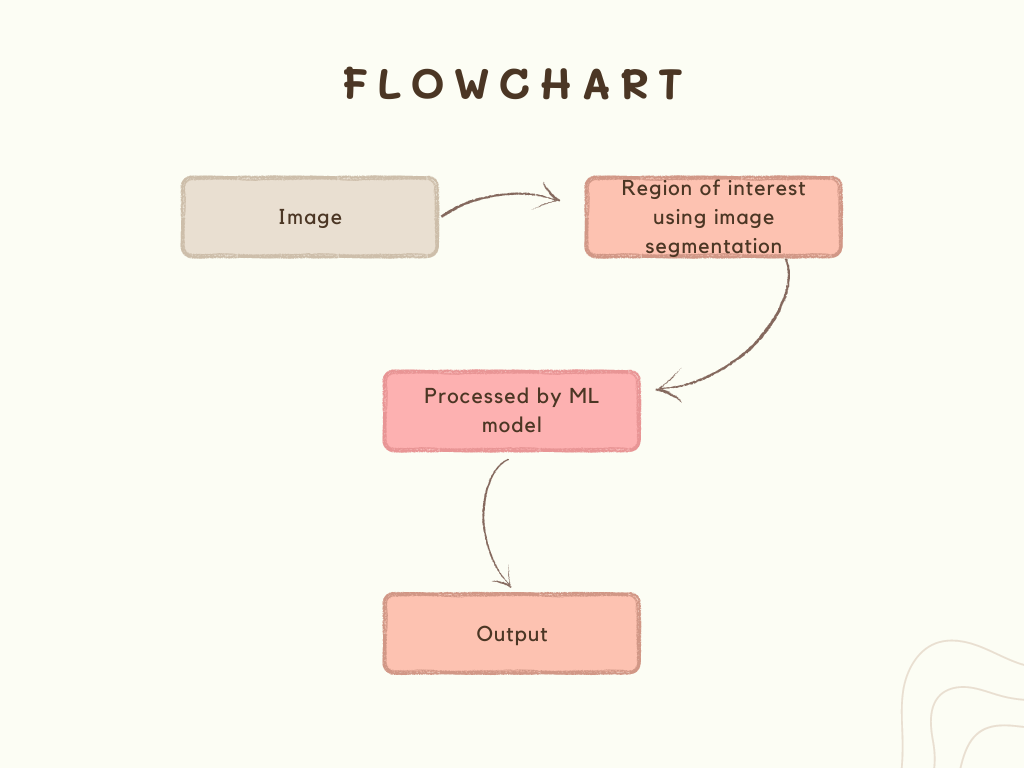 FLOWCHART
Image
Region of interest
using image
segmentation
Processed by ML
model
Output